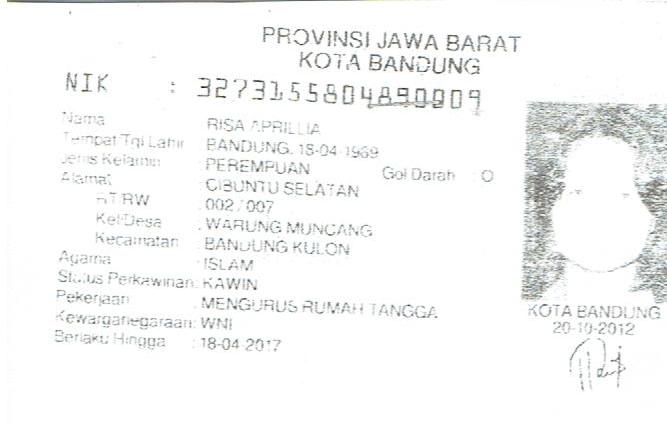 PROVINSI JAWA BARAT
KOTA BANDUNG
NIK : 3273155804890009
Nama : RISA APRILLIA
Tempat/Tgl Lahir : BANDUNG, 18-04-1989
Jenis Kelamin : PEREMPUAN Gol Darah : O
Alamat : CIBUNTU SELATAN
RT/RW : 002/007
Kel/Desa : WARUNG MUNCANG
Kecamatan : BANDUNG KULON
Agama : ISLAM
Status Perkawinan: KAWIN
Pekerjaan : MENGURUS RUMAH TANGGA
Kewarganegaraan: WNI
Berlaku Hingga : 18-04-2017
KOTA BANDUNG
20-10-2012